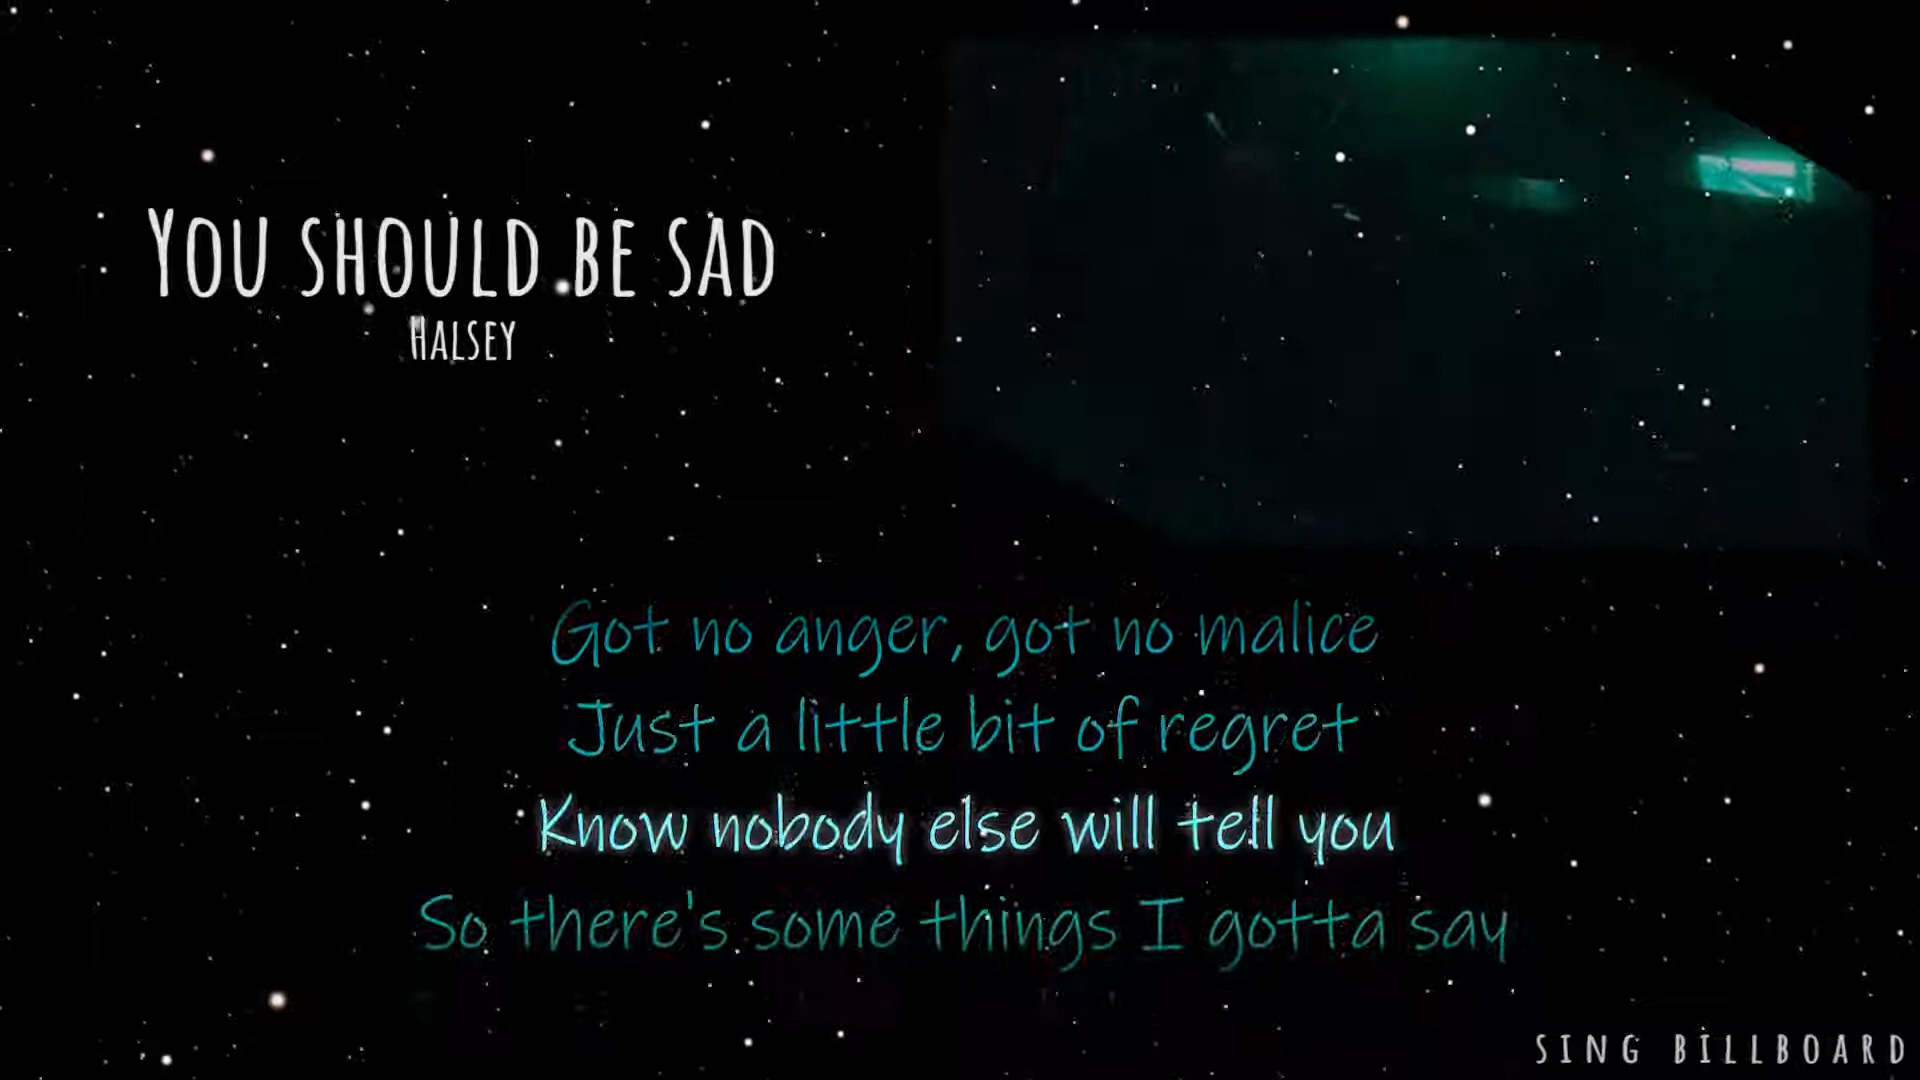 You should be sad
Halsey
Got no anger, got no malice
Just a little bit of regret
Know nobody else will tell you
So there's some things I gotta say
SING BILLBOARD